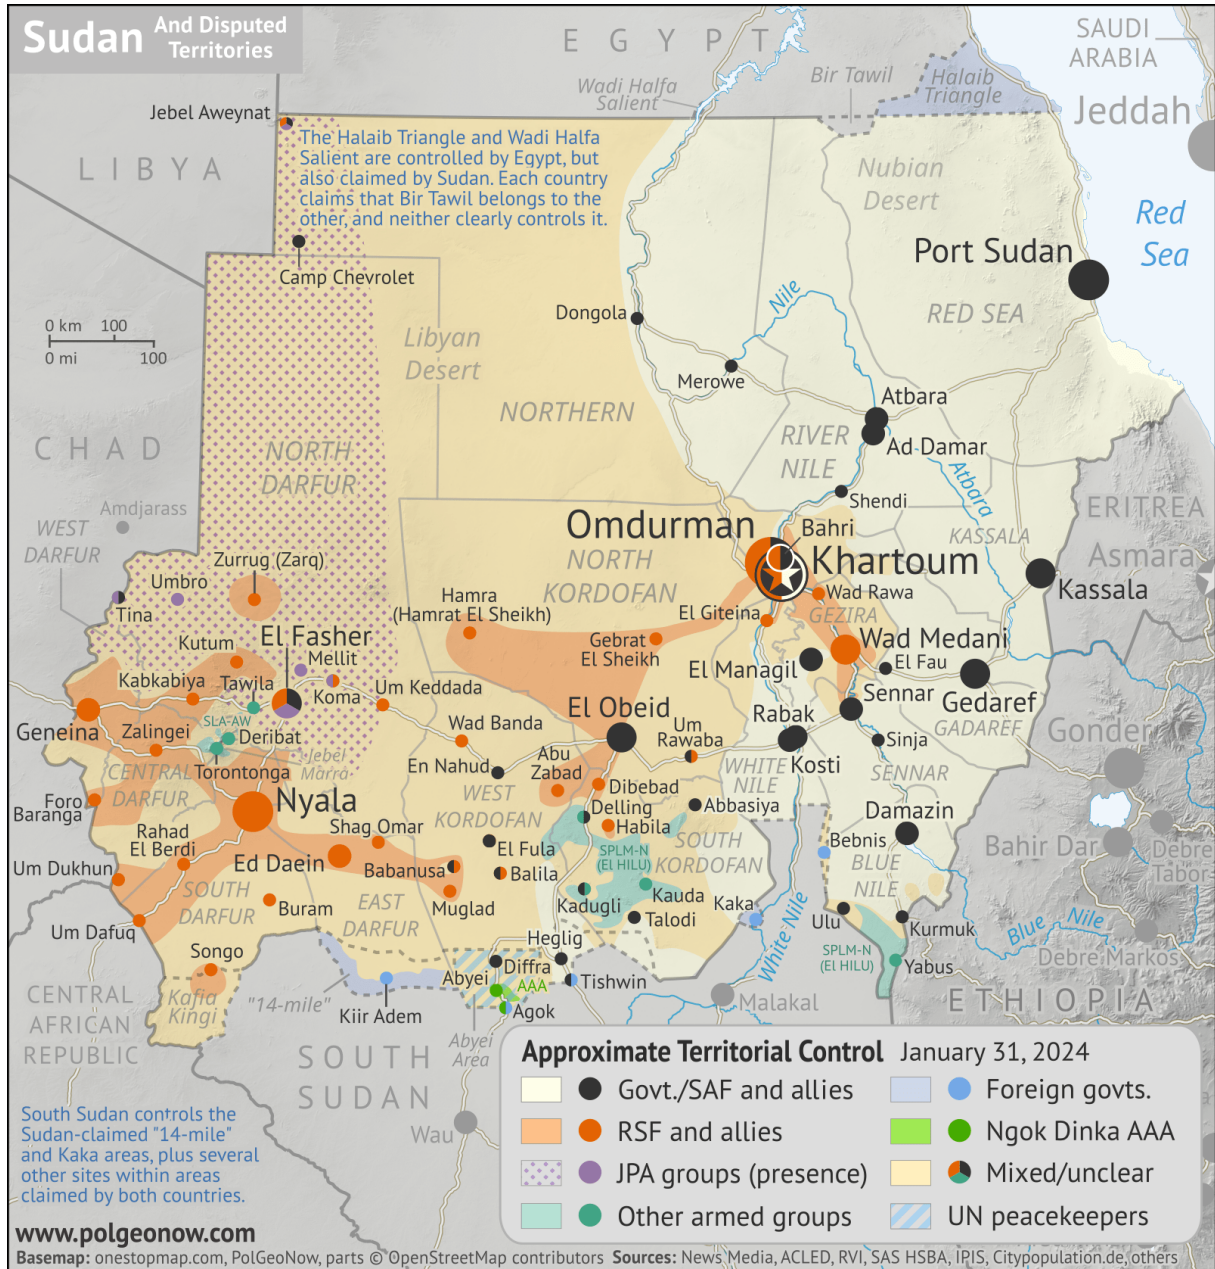 Sudan
And Disputed
Territories
EGYPT
SAUDI
ARABIA
Jeddah
Bir Tawil
Halaib
Triangle
Wadi Halfa
Salient
Jebel Aweynat
LIBYA
The Halaib Triangle and Wadi Halfa
Salient are controlled by Egypt, but
also claimed by Sudan. Each country
claims that Bir Tawil belongs to the
other, and neither clearly controls it.
Nubian
Desert
Red
Sea
Port Sudan
Camp Chevrolet
RED SEA
Nile
Dongola
0 km 100
0 mi 100
Libyan
Desert
Merowe
Atbara
NORTHERN
RIVER
NILE
Ad-Damar
CHAD
NORTH
DARFUR
Atbara
Shendi
Amdjarass
ERITREA
WEST
DARFUR
Omdurman
Bahri
KASSALA
Asmara
Zurrug (Zarq)
NORTH
KORDOFAN
Khartoum
Kassala
Umbro
Tina
Hamra
(Hamrat El Sheikh)
El Giteina
Wad Rawa
GEZIRA
Kutum
El Fasher
Gebrat
El Sheikh
Wad Medani
Mellit
El Managil
El Fau
Kabkabiya
Tawila
Koma
Um Keddada
Sennar
Gedaref
SLA-AW
El Obeid
Rabak
GADAREF
Geneina
Zalingei
Deribat
Wad Banda
Um
Rawaba
Gonder
Torontonga
Jebel
Marra
En Nahud
Abu
Zabad
Kosti
Sinja
CENTRAL
DARFUR
WHITE
NILE
SENNAR
Foro
Baranga
Nyala
WEST
KORDOFAN
Dibebad
Delling
Abbasiya
Damazin
Rahad
El Berdi
Shag Omar
Habila
SOUTH
KORDOFAN
Bebnis
Bahir Dar
Debre
Tabor
Um Dukhun
Ed Daein
Babanusa
El Fula
SPLM-N
(El HILU)
BLUE
NILE
Balila
SOUTH
DARFUR
Buram
EAST
DARFUR
Muglad
Kadugli
Kauda
Kaka
Talodi
Ulu
Kurmuk
Um Dafuq
Heglig
White Nile
Blue Nile
SPLM-N
(El HILU)
Yabus
Debre Markos
Songo
Abyei
Diffra
AAA
Tishwin
Kafia
Kingi
"14-mile"
Kiir Adem
Agok
Malakal
ETHIOPIA
CENTRAL
AFRICAN
REPUBLIC
Abyei
Area
SOUTH
SUDAN
Wau
Approximate Territorial Control January 31, 2024
Govt./SAF and allies
Foreign govts.
RSF and allies
Ngok Dinka AAA
JPA groups (presence)
Mixed/unclear
Other armed groups
UN peacekeepers
South Sudan controls the
Sudan-claimed "14-mile"
and Kaka areas, plus several
other sites within areas
claimed by both countries.
www.polgeonow.com
Basemap: onestopmap.com, PolGeoNow, parts © OpenStreetMap contributors Sources: News Media, ACLED, RVI, SAS HSBA, IPIS, Citypopulation.de, others